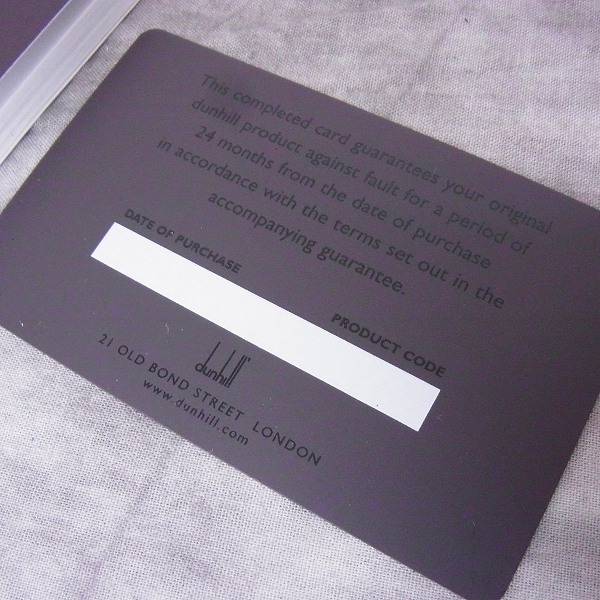 This completed card guarantees your original
dunhill product against fault for a period of
24 months from the date of purchase
in accordance with the terms set out in the
accompanying guarantee.
DATE OF PURCHASE
PRODUCT CODE
dunhill
21 OLD BOND STREET LONDON
www.dunhill.com